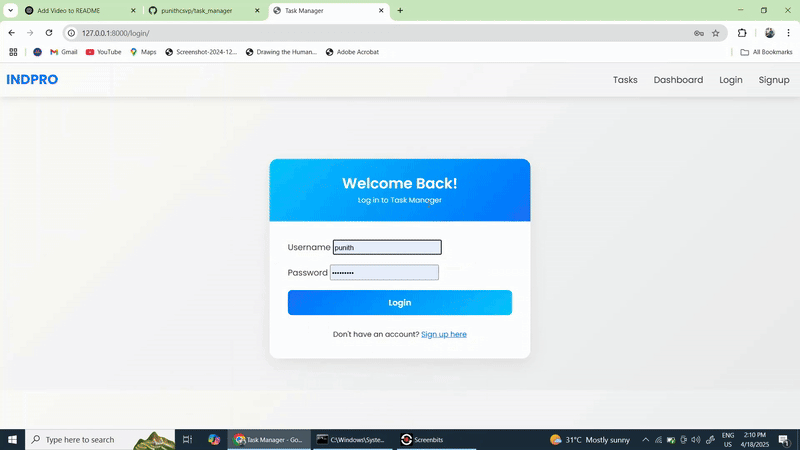 Add Video to README
punithcsvp/task_manager
Task Manager
127.0.0.1:8000/login/
Gmail
YouTube
Maps
Screenshot-2024-12...
Drawing the Human...
Adobe Acrobat
All Bookmarks
INDPRO
Tasks Dashboard Login Signup
Welcome Back!
Log in to Task Manager
Username punith
Password •••••••••
Login
Don't have an account? Sign up here
Type here to search
Task Manager - Go...
C:\Windows\Syste...
Screenbits
31°C Mostly sunny
ENG
US
2:10 PM
4/18/2025